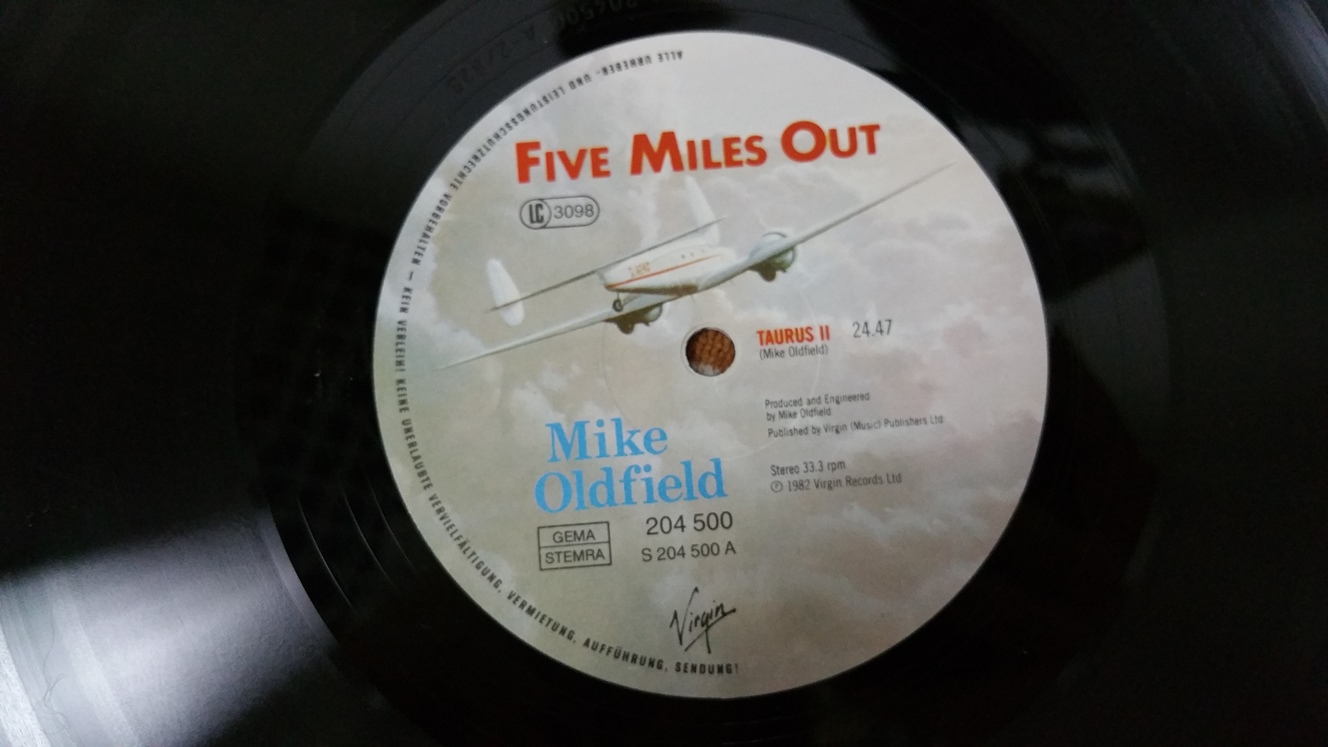 FIVE MILES OUT
LC 3098
TAURUS II 24.47
(Mike Oldfield)
Produced and Engineered
by Mike Oldfield
Published by Virgin (Music) Publishers Ltd
Stereo 33.3 rpm
Ⓟ 1982 Virgin Records Ltd
Mike
Oldfield
GEMA
STEMRA
204 500
S 204 500 A
Virgin
ALLE URHEBER- UND LEISTUNGSSCHUTZRECHTE VORBEHALTEN – KEIN VERLEIH! KEINE UNERLAUBTE VERVIELFÄLTIGUNG, VERMIETUNG, AUFFÜHRUNG, SENDUNG!